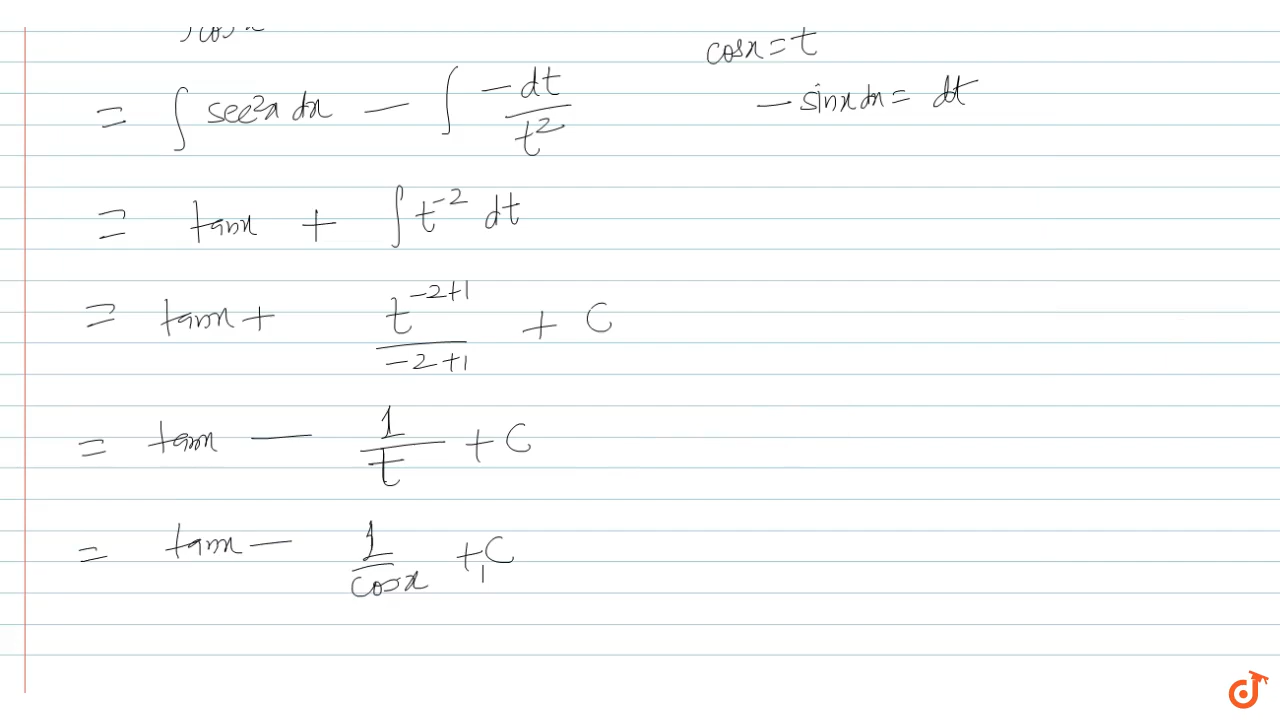 cosx = t
= ∫ sec²x dx − ∫ −dt/t²
− sinx dx = dt
= tanx + ∫ t⁻² dt
= tanx + t⁻²⁺¹/−2+1 + C
= tanx − 1/t + C
= tanx − 1/cosx + C